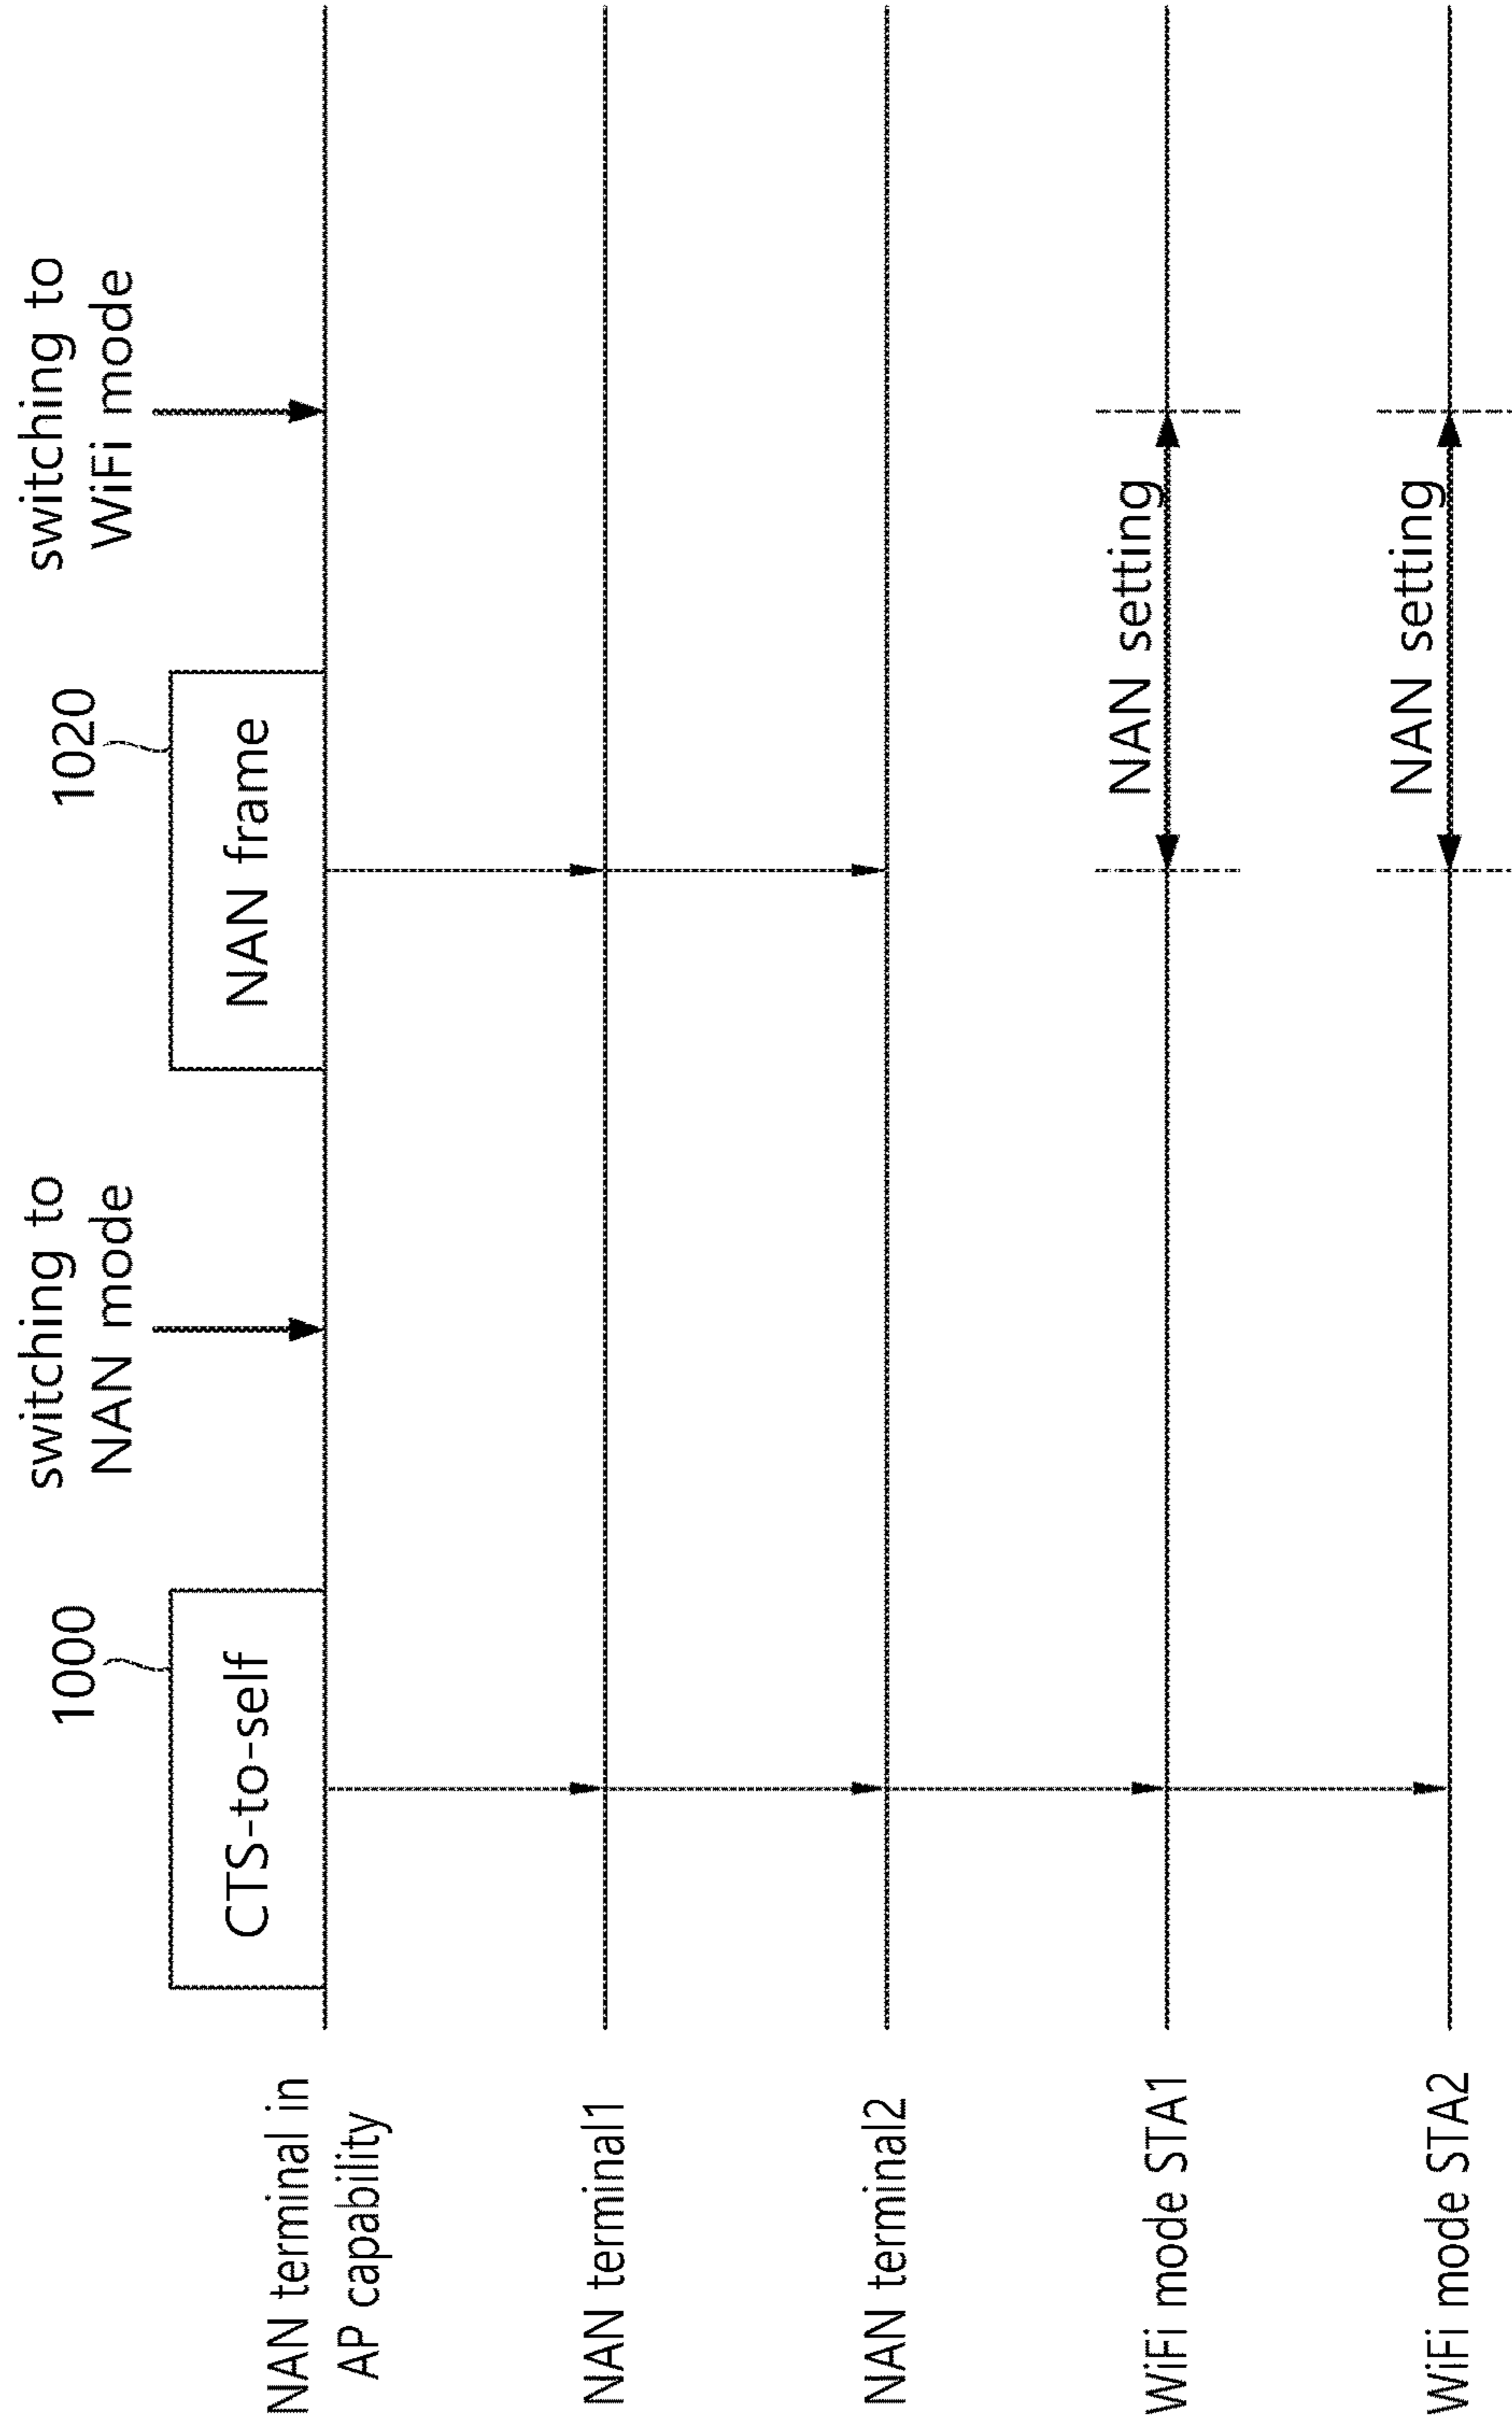 1000
1020
switching to
NAN mode
switching to
WiFi mode
CTS-to-self
NAN frame
NAN terminal in
AP capability
NAN terminal1
NAN terminal2
WiFi mode STA1
NAN setting
WiFi mode STA2
NAN setting